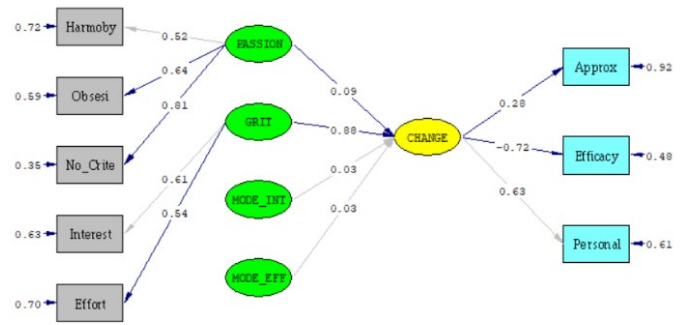 0.72 Harmoby
0.59 Obsesi
0.35 No_Crite
0.63 Interest
0.70 Effort
0.52
0.64
0.81
0.61
0.54
PASSION
GRIT
MODE_INT
MODE_EFF
0.09
0.88
0.03
0.03
CHANGE
0.28
-0.72
0.63
Approx 0.92
Efficacy 0.48
Personal 0.61